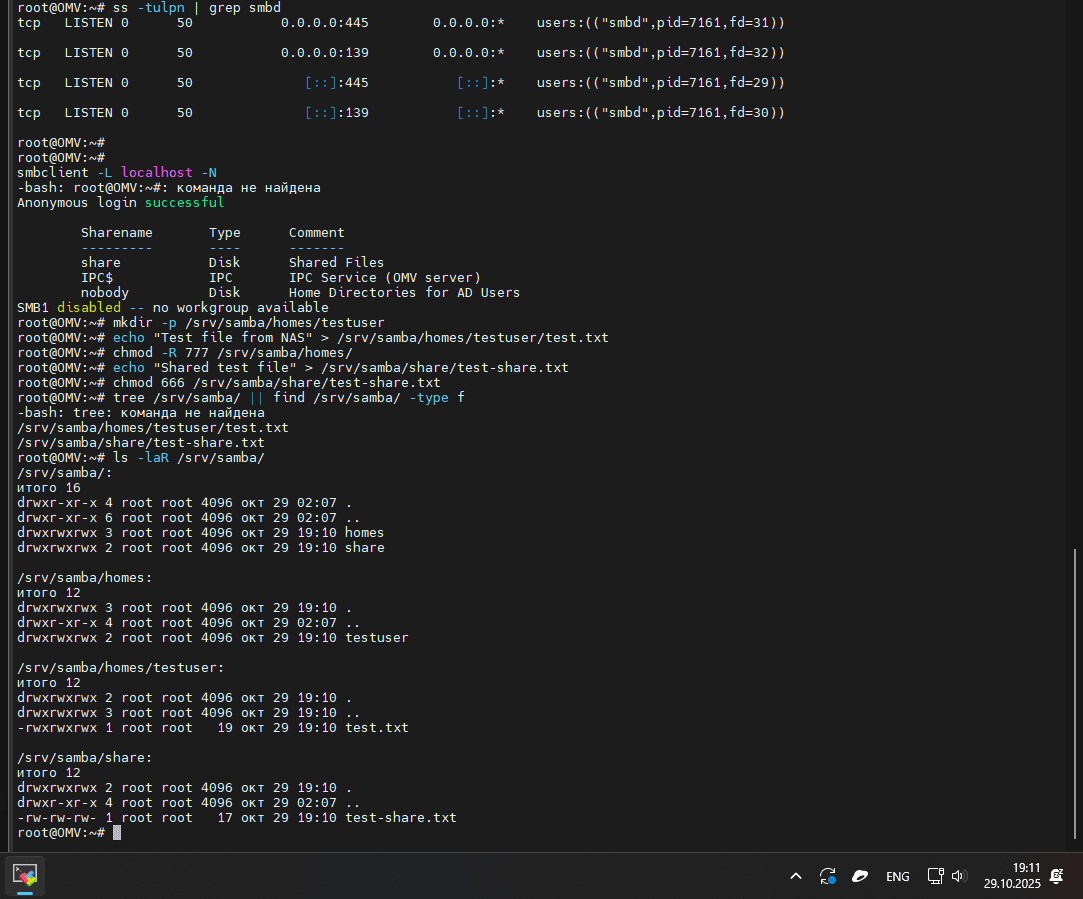 root@OMV:~# ss -tulpn | grep smbd
tcp   LISTEN 0      50           0.0.0.0:445        0.0.0.0:*    users:(("smbd",pid=7161,fd=31))
tcp   LISTEN 0      50           0.0.0.0:139        0.0.0.0:*    users:(("smbd",pid=7161,fd=32))
tcp   LISTEN 0      50              [::]:445           [::]:*    users:(("smbd",pid=7161,fd=29))
tcp   LISTEN 0      50              [::]:139           [::]:*    users:(("smbd",pid=7161,fd=30))
root@OMV:~#
root@OMV:~#
smbclient -L localhost -N
-bash: root@OMV:~#: команда не найдена
Anonymous login successful
        Sharename       Type      Comment
        ---------       ----      -------
        share           Disk      Shared Files
        IPC$            IPC       IPC Service (OMV server)
        nobody          Disk      Home Directories for AD Users
SMB1 disabled -- no workgroup available
root@OMV:~# mkdir -p /srv/samba/homes/testuser
root@OMV:~# echo "Test file from NAS" > /srv/samba/homes/testuser/test.txt
root@OMV:~# chmod -R 777 /srv/samba/homes/
root@OMV:~# echo "Shared test file" > /srv/samba/share/test-share.txt
root@OMV:~# chmod 666 /srv/samba/share/test-share.txt
root@OMV:~# tree /srv/samba/ || find /srv/samba/ -type f
-bash: tree: команда не найдена
/srv/samba/homes/testuser/test.txt
/srv/samba/share/test-share.txt
root@OMV:~# ls -laR /srv/samba/
/srv/samba/:
итого 16
drwxr-xr-x 4 root root 4096 окт 29 02:07 .
drwxr-xr-x 6 root root 4096 окт 29 02:07 ..
drwxrwxrwx 3 root root 4096 окт 29 19:10 homes
drwxrwxrwx 2 root root 4096 окт 29 19:10 share
/srv/samba/homes:
итого 12
drwxrwxrwx 3 root root 4096 окт 29 19:10 .
drwxr-xr-x 4 root root 4096 окт 29 02:07 ..
drwxrwxrwx 2 root root 4096 окт 29 19:10 testuser
/srv/samba/homes/testuser:
итого 12
drwxrwxrwx 2 root root 4096 окт 29 19:10 .
drwxrwxrwx 3 root root 4096 окт 29 19:10 ..
-rwxrwxrwx 1 root root   19 окт 29 19:10 test.txt
/srv/samba/share:
итого 12
drwxrwxrwx 2 root root 4096 окт 29 19:10 .
drwxr-xr-x 4 root root 4096 окт 29 02:07 ..
-rw-rw-rw- 1 root root   17 окт 29 19:10 test-share.txt
root@OMV:~#
ENG
19:11
29.10.2025